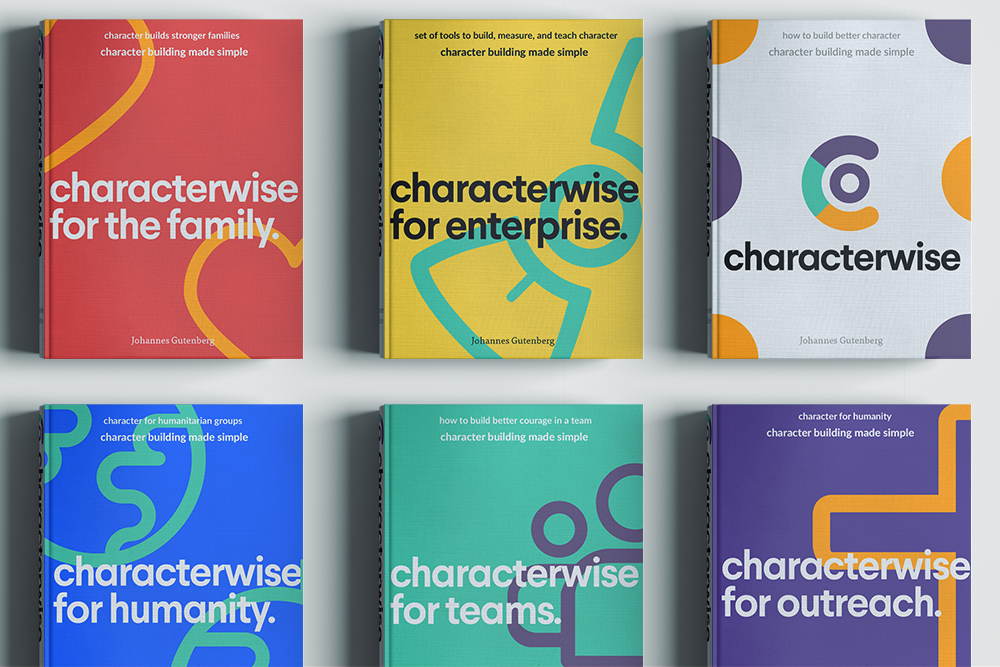 character builds stronger families
character building made simple
characterwise
for the family.
Johannes Gutenberg
set of tools to build, measure, and teach character
character building made simple
characterwise
for enterprise.
Johannes Gutenberg
how to build better character
character building made simple
characterwise
Johannes Gutenberg
character for humanitarian groups
character building made simple
characterwise
for humanity.
how to build better courage in a team
character building made simple
characterwise
for teams.
character for humanity
character building made simple
characterwise
for outreach.